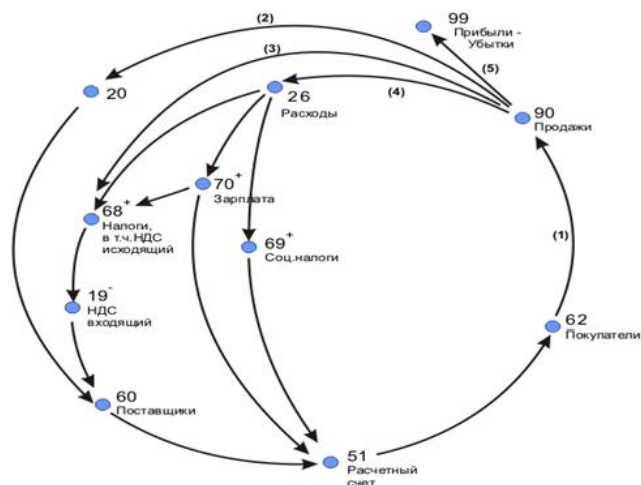 99
Прибыли -
Убытки
(2)
(3)
(5)
20
26
Расходы
(4)
90
Продажи
70+
Зарплата
68+
Налоги,
в т.ч.НДС
исходящий
69+
Соц.налоги
(1)
19-
НДС
входящий
62
Покупатели
60
Поставщики
51
Расчетный
счет